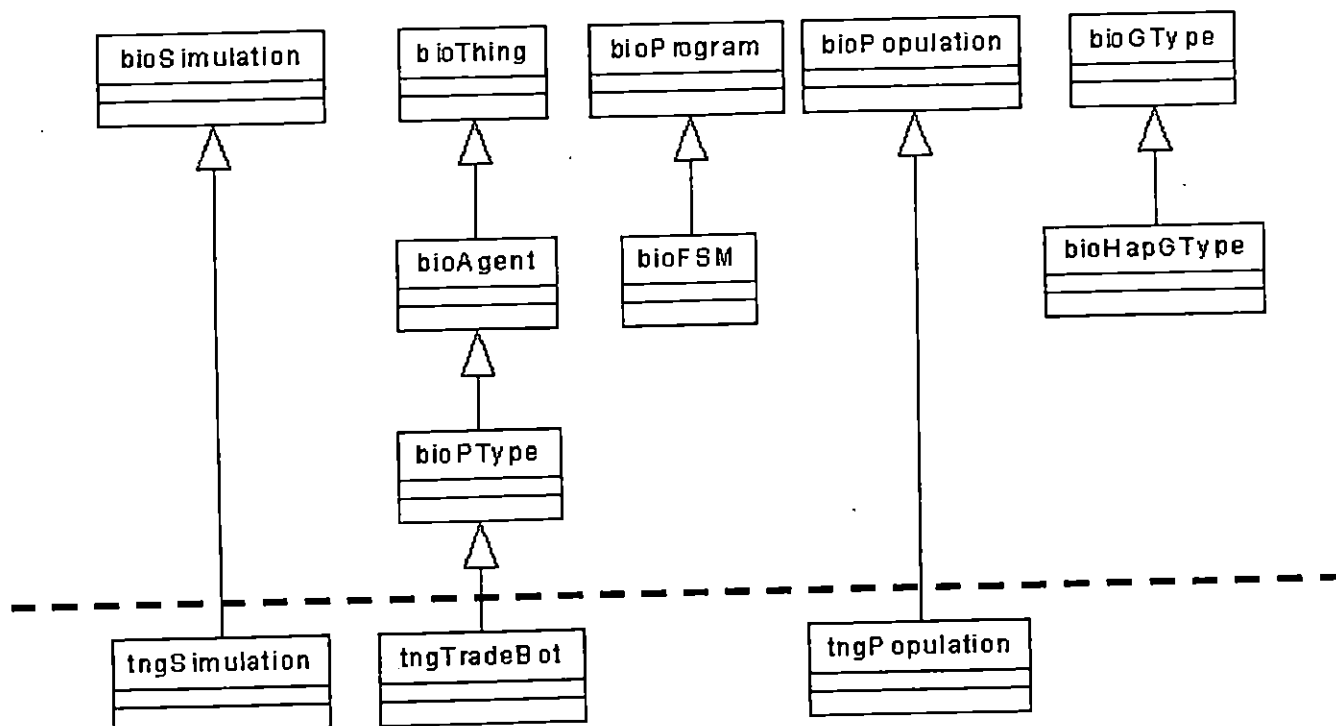 bioSimulation
bioThing
bioProgram
bioPopulation
bioGType
bioAgent
bioFSM
bioHapGType
bioPType
tngSimulation
tngTradeBot
tngPopulation